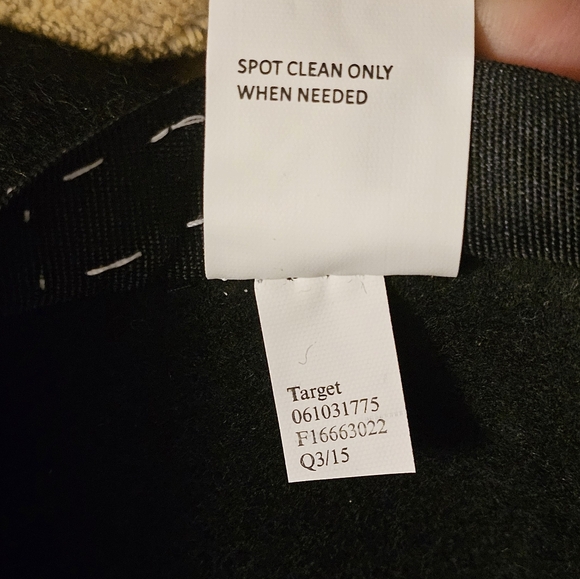 SPOT CLEAN ONLY
WHEN NEEDED
Target
061031775
F16663022
Q3/15